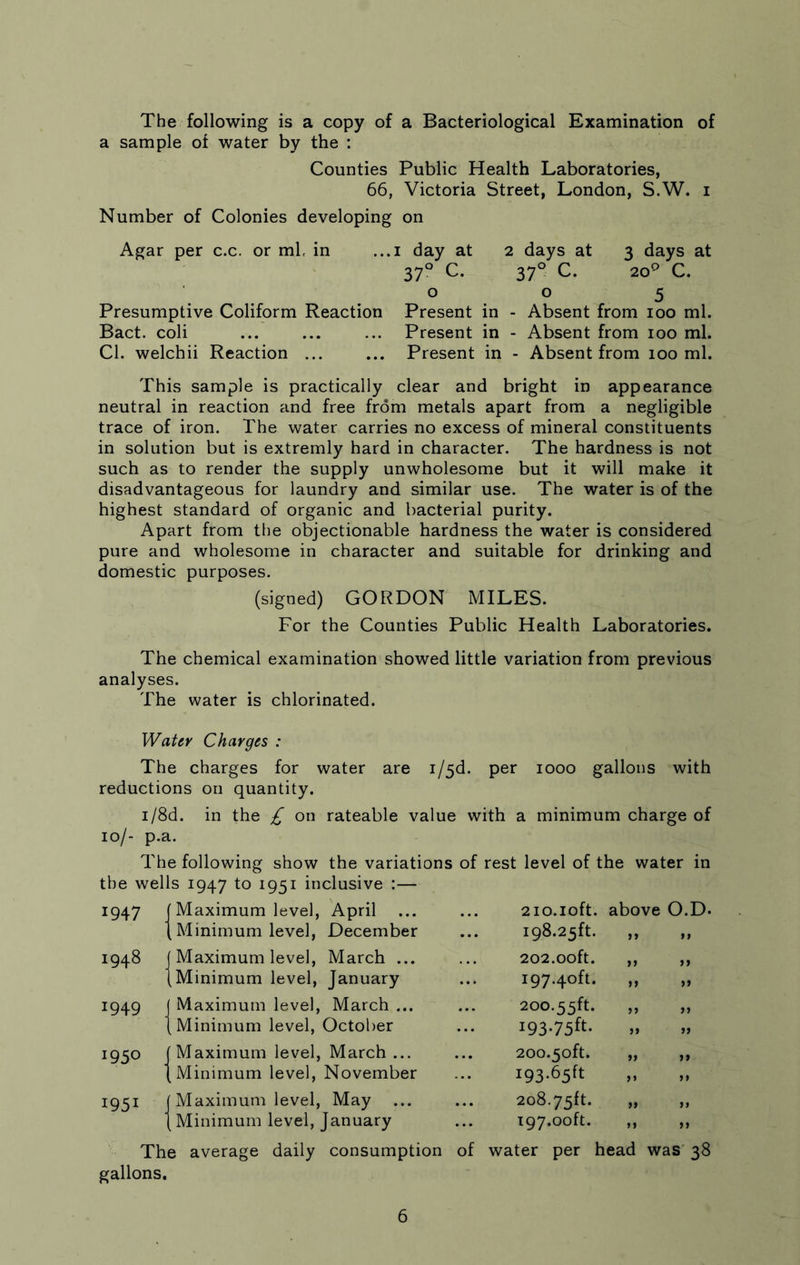 The following is a copy of a Bacteriological Examination of
a sample of water by the :
Counties Public Health Laboratories,
66, Victoria Street, London, S.W. 1
Number of Colonies developing on
Agar per c.c. or ml. in ...1 day at 2 days at 3 days at
37° C. 37° C. 20° C.
0 0 5
Presumptive Coliform Reaction Present in - Absent from 100 ml.
Bact. coli ... ... ... Present in - Absent from 100 ml.
Cl. welchii Reaction ... ... Present in - Absent from 100 ml.
This sample is practically clear and bright in appearance
neutral in reaction and free from metals apart from a negligible
trace of iron. The water carries no excess of mineral constituents
in solution but is extremly hard in character. The hardness is not
such as to render the supply unwholesome but it will make it
disadvantageous for laundry and similar use. The water is of the
highest standard of organic and bacterial purity.
Apart from the objectionable hardness the water is considered
pure and wholesome in character and suitable for drinking and
domestic purposes.
(signed) GORDON MILES.
For the Counties Public Health Laboratories.
The chemical examination showed little variation from previous
analyses.
The water is chlorinated.
Water Charges :
The charges for water are 1/5d. per 1000 gallons with
reductions on quantity.
1/8d. in the £ on rateable value with a minimum charge of
10/- p.a.
The following show the variations of rest level of the water in
the wells 1947 to 1951 inclusive :—
1947 { Maximum level, April ... ... 210.10ft. above O.D.
{ Minimum level, December ... 198.25ft. ,, ,,
1948 { Maximum level, March ... ... 202.00ft. ,, ,,
{ Minimum level, January ... 197.40ft. ,, ,,
1949 { Maximum level, March ... ... 200.55ft. ,, ,,
{ Minimum level, October ... 193.75ft. ,, ,,
1950 { Maximum level, March ... ... 200.50ft. ,, ,,
{ Minimum level, November ... 193.65ft ,, ,,
1951 { Maximum level, May ... ... 208.75ft. ,, ,,
{ Minimum level, January ... 197.00ft. ,, ,,
The average daily consumption of water per head was 38
gallons.
6